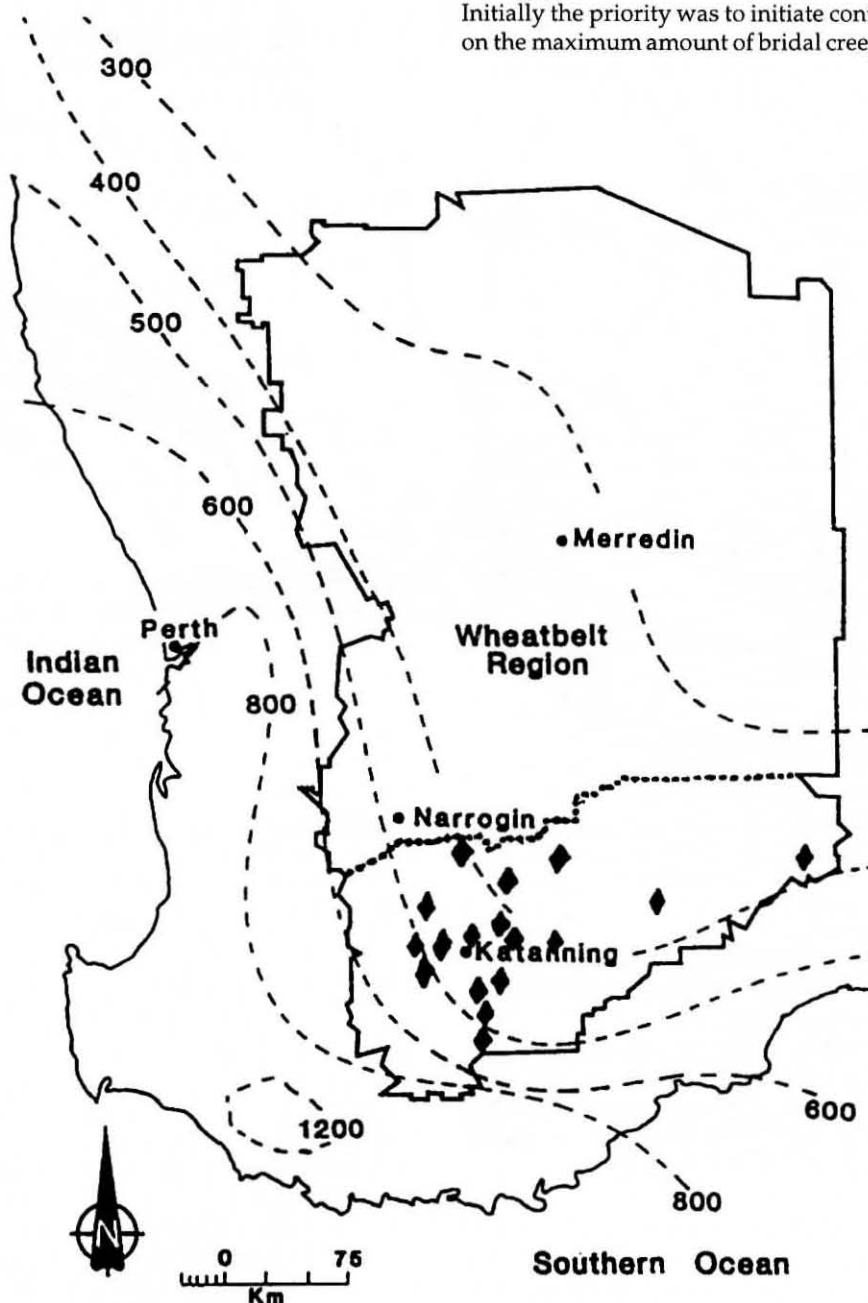 Initially the priority was to initiate con
on the maximum amount of bridal cree
300
400
500
600
Merredin
Perth
Indian
Ocean
Wheatbelt
Region
800
Narrogin
Katanning
1200
600
800
N
0 75
Km
Southern Ocean